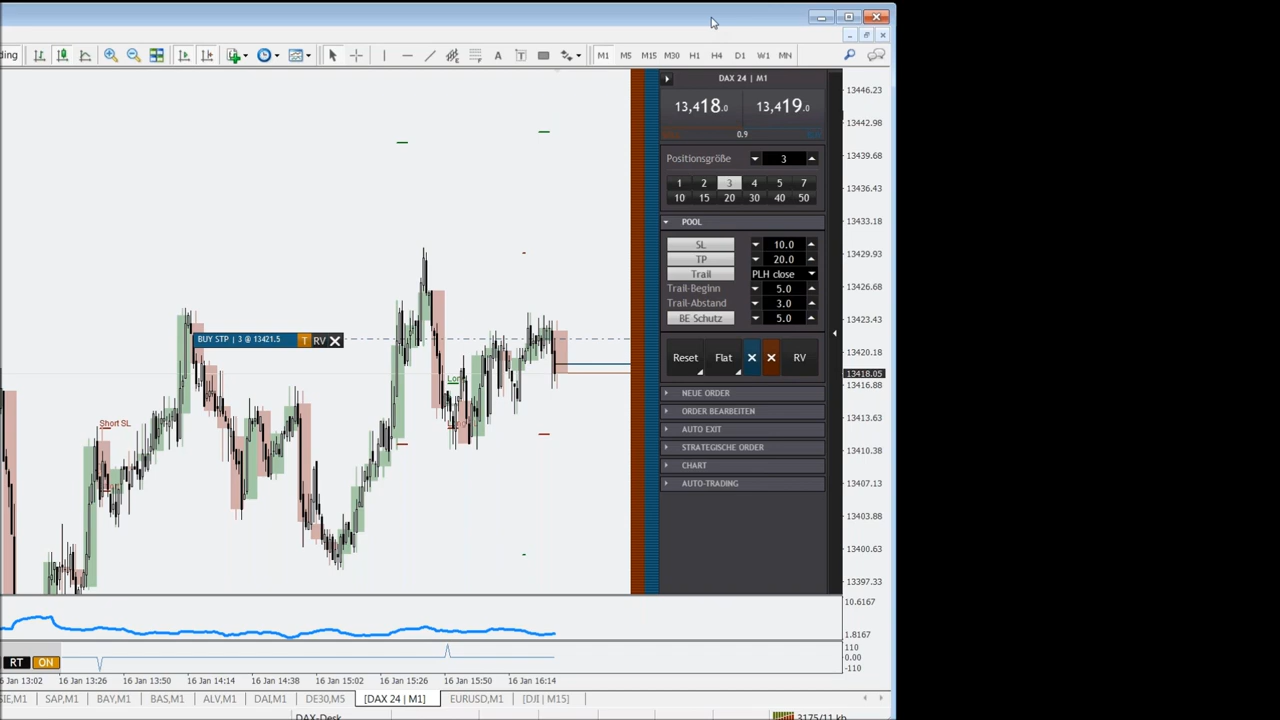 ding
A
T
M1 M5 M15 M30 H1 H4 D1 W1 MN
DAX 24 | M1
13,418.0 13,419.0
0.9
Positionsgröße 3
1 2 3 4 5 7
10 15 20 30 40 50
POOL
SL 10.0
TP 20.0
Trail PLH close
Trail-Beginn 5.0
Trail-Abstand 3.0
BE Schutz 5.0
Reset Flat RV
NEUE ORDER
ORDER BEARBEITEN
AUTO EXIT
STRATEGISCHE ORDER
CHART
AUTO-TRADING
BUY STP | 3 @ 13421.5 T RV
Short SL
13446.23
13442.98
13439.68
13436.43
13433.18
13429.93
13426.68
13423.43
13420.18
13418.05
13416.88
13413.63
13410.38
13407.13
13403.88
13400.63
13397.33
10.6167
1.8167
110
0.00
-110
RT ON
16 Jan 13:02 16 Jan 13:26 16 Jan 13:50 16 Jan 14:14 16 Jan 14:38 16 Jan 15:02 16 Jan 15:26 16 Jan 15:50 16 Jan 16:14
SIE,M1 SAP,M1 BAY,M1 BAS,M1 ALV,M1 DAI,M1 DE30,M5 [DAX 24 | M1] EURUSD,M1 [DJI | M15]
DAX-Desk 3175/11 kb